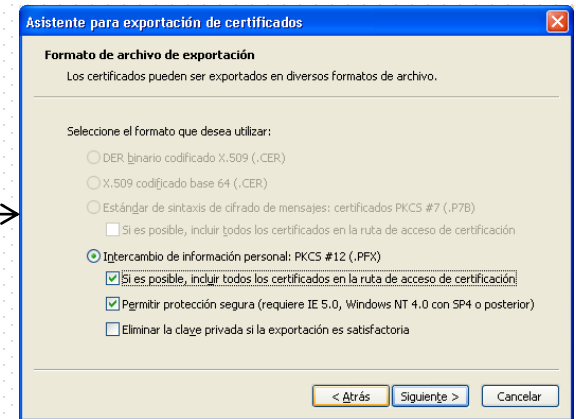 Asistente para exportación de certificados
Formato de archivo de exportación
Los certificados pueden ser exportados en diversos formatos de archivo.
Seleccione el formato que desea utilizar:
DER binario codificado X.509 (.CER)
X.509 codificado base 64 (.CER)
Estándar de sintaxis de cifrado de mensajes: certificados PKCS #7 (.P7B)
Si es posible, incluir todos los certificados en la ruta de acceso de certificación
Intercambio de información personal: PKCS #12 (.PFX)
Si es posible, incluir todos los certificados en la ruta de acceso de certificación
Permitir protección segura (requiere IE 5.0, Windows NT 4.0 con SP4 o posterior)
Eliminar la clave privada si la exportación es satisfactoria
< Atrás Siguiente > Cancelar